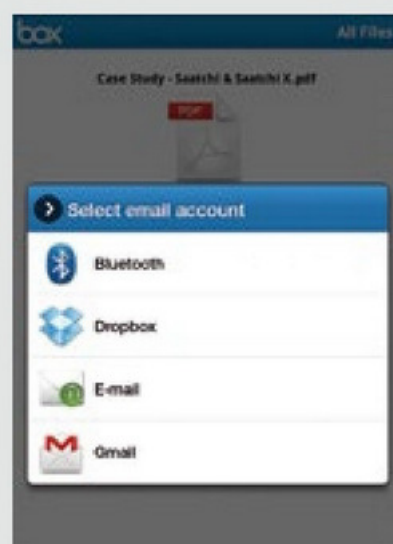 box All Files
Case Study - Saatchi & Saatchi X.pdf
PDF
Select email account
Bluetooth
Dropbox
E-mail
Gmail